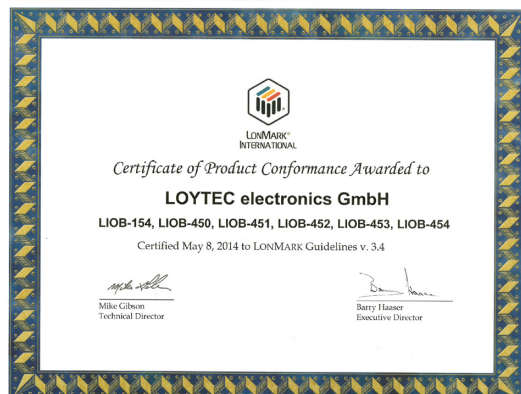 LONMARK®
INTERNATIONAL
Certificate of Product Conformance Awarded to
LOYTEC electronics GmbH
LIOB-154, LIOB-450, LIOB-451, LIOB-452, LIOB-453, LIOB-454
Certified May 8, 2014 to LONMARK Guidelines v. 3.4
Mike Gibson
Technical Director
Barry Haaser
Executive Director